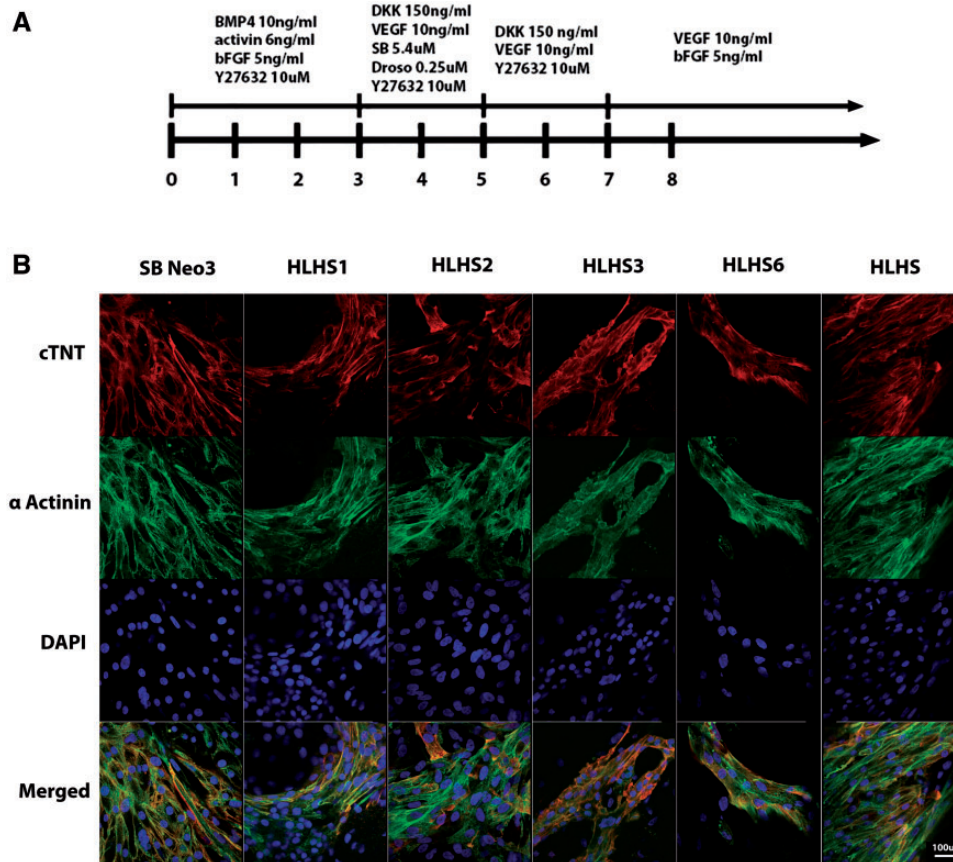 A
BMP4 10ng/ml
activin 6ng/ml
bFGF 5ng/ml
Y27632 10uM
DKK 150ng/ml
VEGF 10ng/ml
SB 5.4uM
Droso 0.25uM
Y27632 10uM
DKK 150 ng/ml
VEGF 10ng/ml
Y27632 10uM
VEGF 10ng/ml
bFGF 5ng/ml
0 1 2 3 4 5 6 7 8
B
SB Neo3 HLHS1 HLHS2 HLHS3 HLHS6 HLHS
cTNT
α Actinin
DAPI
Merged
100u